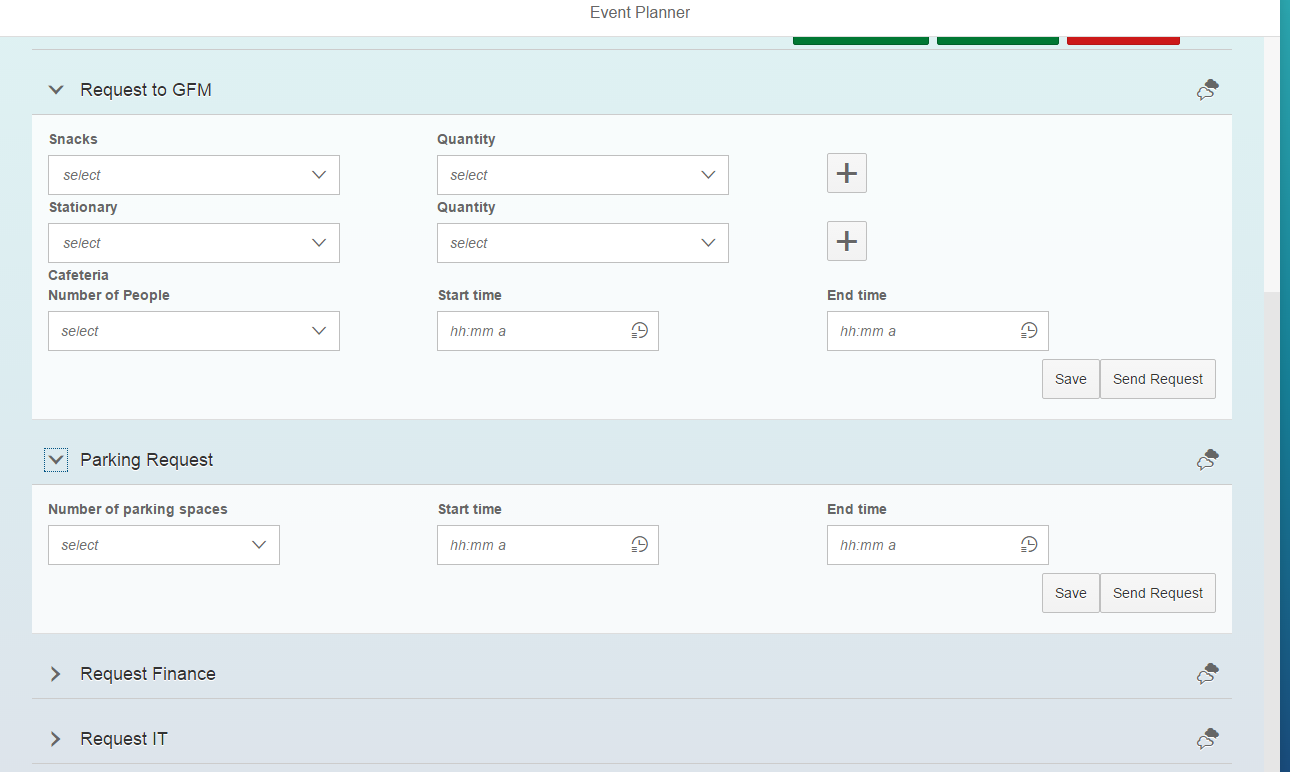 Event Planner
Request to GFM
Snacks Quantity
select select
Stationary Quantity
select select
Cafeteria
Number of People Start time End time
select hh:mm a hh:mm a
Save Send Request
Parking Request
Number of parking spaces Start time End time
select hh:mm a hh:mm a
Save Send Request
Request Finance
Request IT